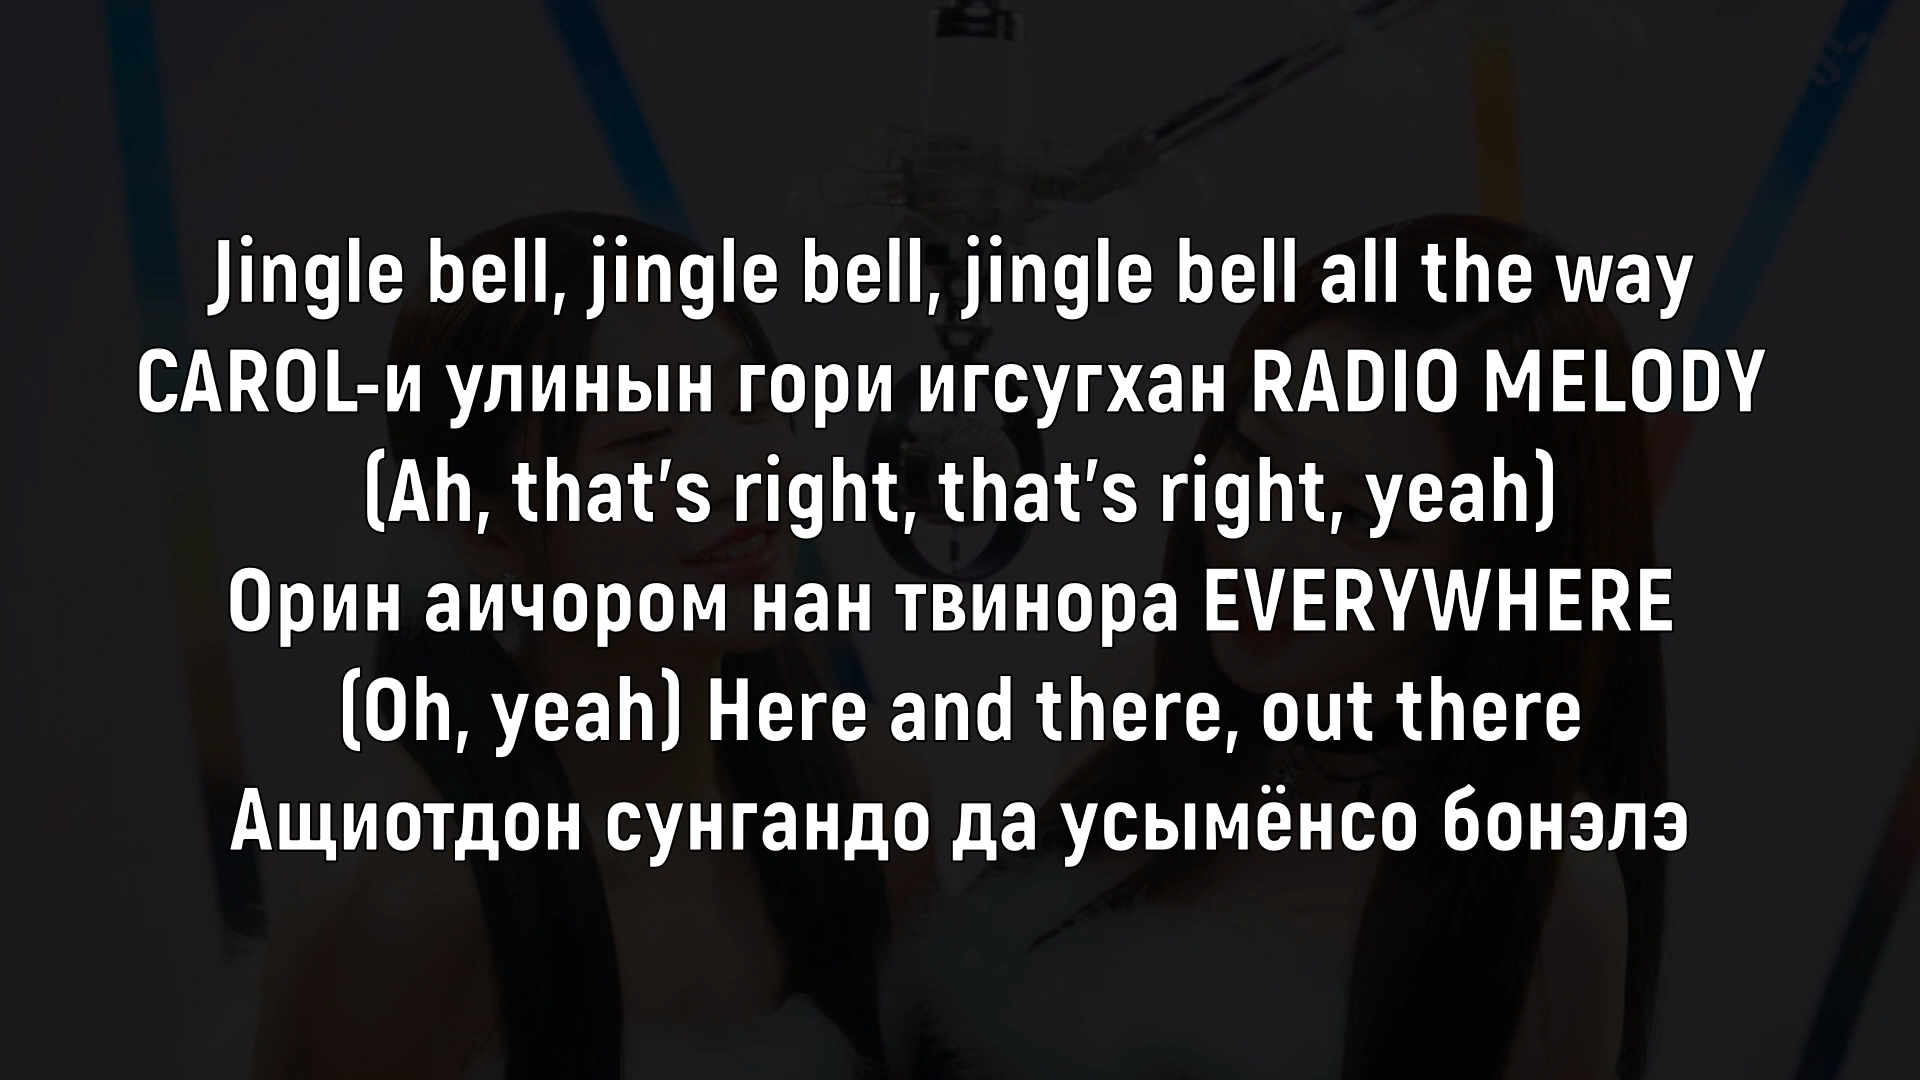 Jingle bell, jingle bell, jingle bell all the way
CAROL-и улинын гори игсугхан RADIO MELODY
(Ah, that’s right, that’s right, yeah)
Орин аичором нан твинора EVERYWHERE
(Oh, yeah) Here and there, out there
Ащиотдон сунгандо да усымёнсо бонэлэ